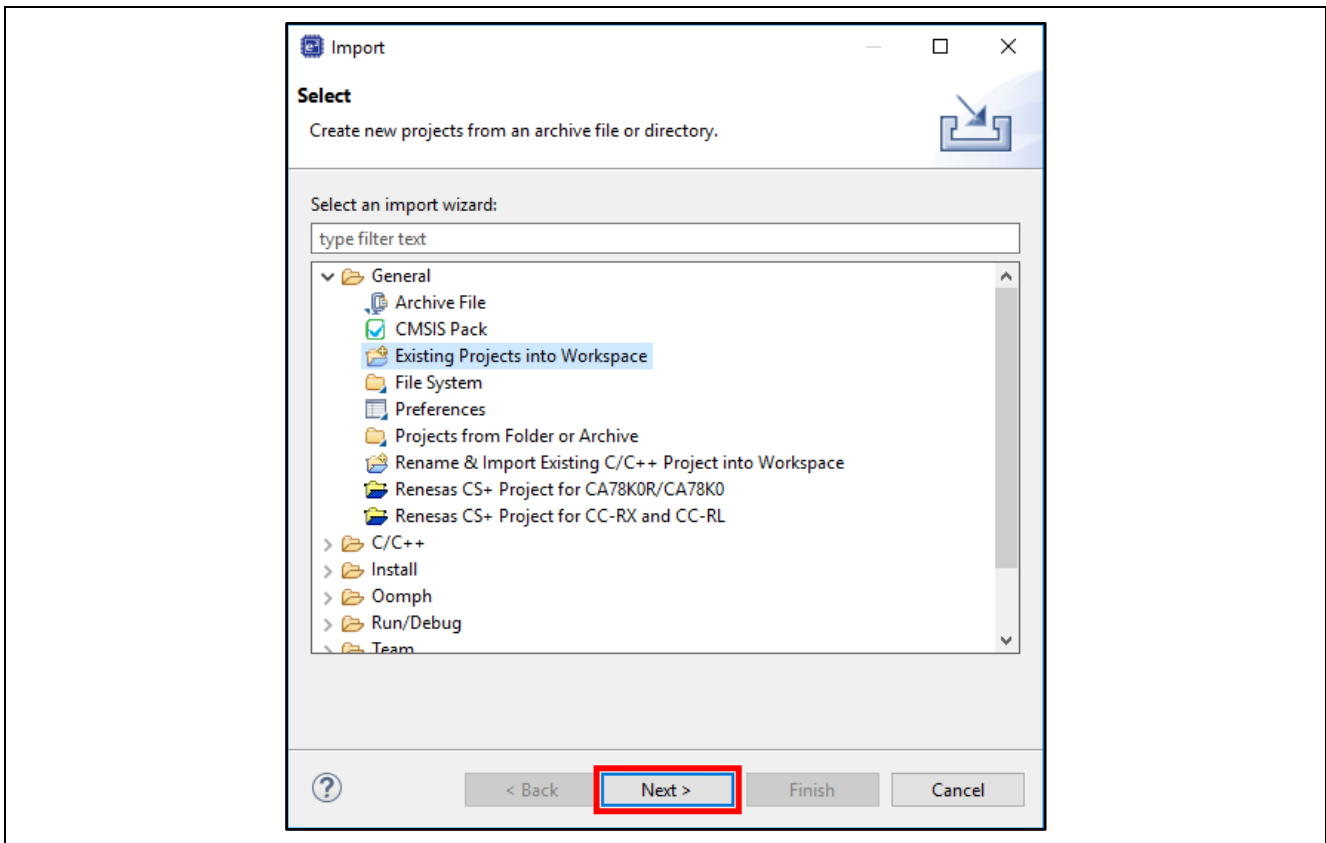 Import
Select
Create new projects from an archive file or directory.
Select an import wizard:
type filter text
General
Archive File
CMSIS Pack
Existing Projects into Workspace
File System
Preferences
Projects from Folder or Archive
Rename & Import Existing C/C++ Project into Workspace
Renesas CS+ Project for CA78K0R/CA78K0
Renesas CS+ Project for CC-RX and CC-RL
C/C++
Install
Oomph
Run/Debug
Team
? < Back Next > Finish Cancel